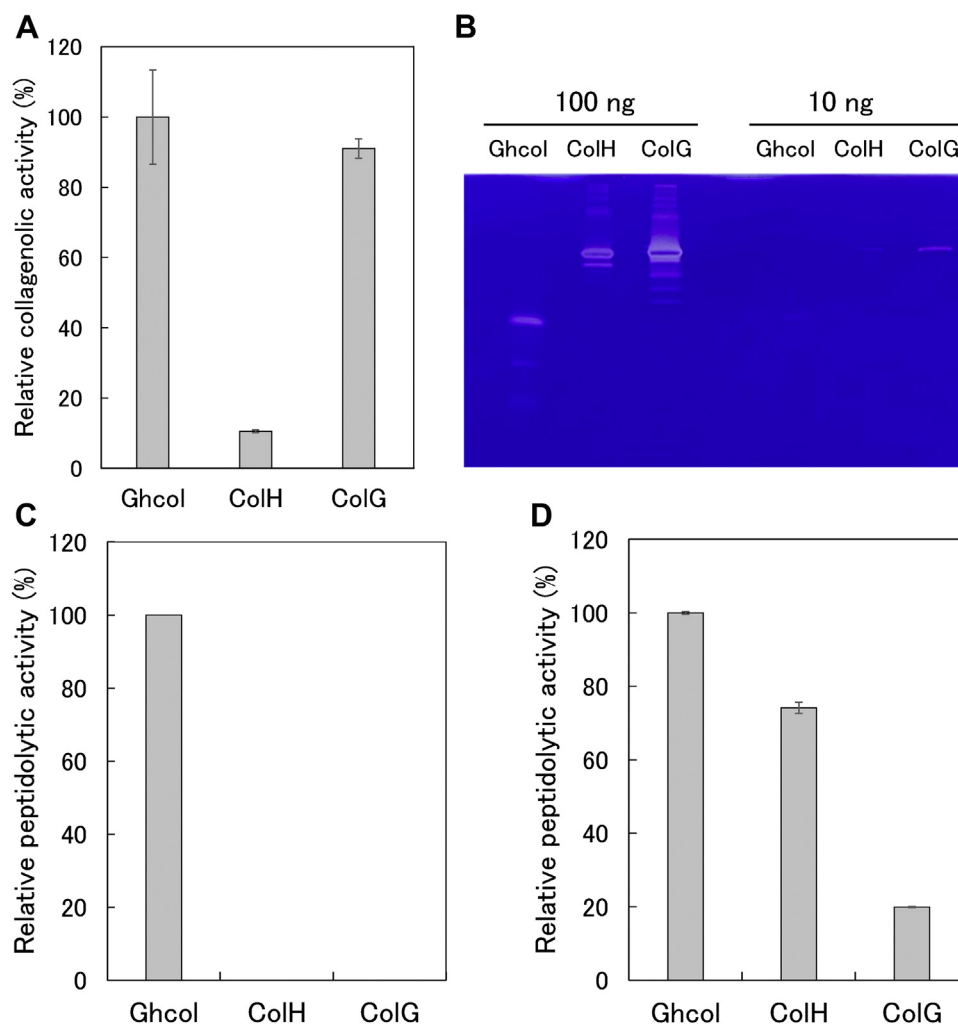 A
Relative collagenolic activity (%)
120
100
80
60
40
20
0
Ghcol ColH ColG
B
100 ng 10 ng
Ghcol ColH ColG Ghcol ColH ColG
C
Relative peptidolytic activity (%)
120
100
80
60
40
20
0
Ghcol ColH ColG
D
Relative peptidolytic activity (%)
120
100
80
60
40
20
0
Ghcol ColH ColG